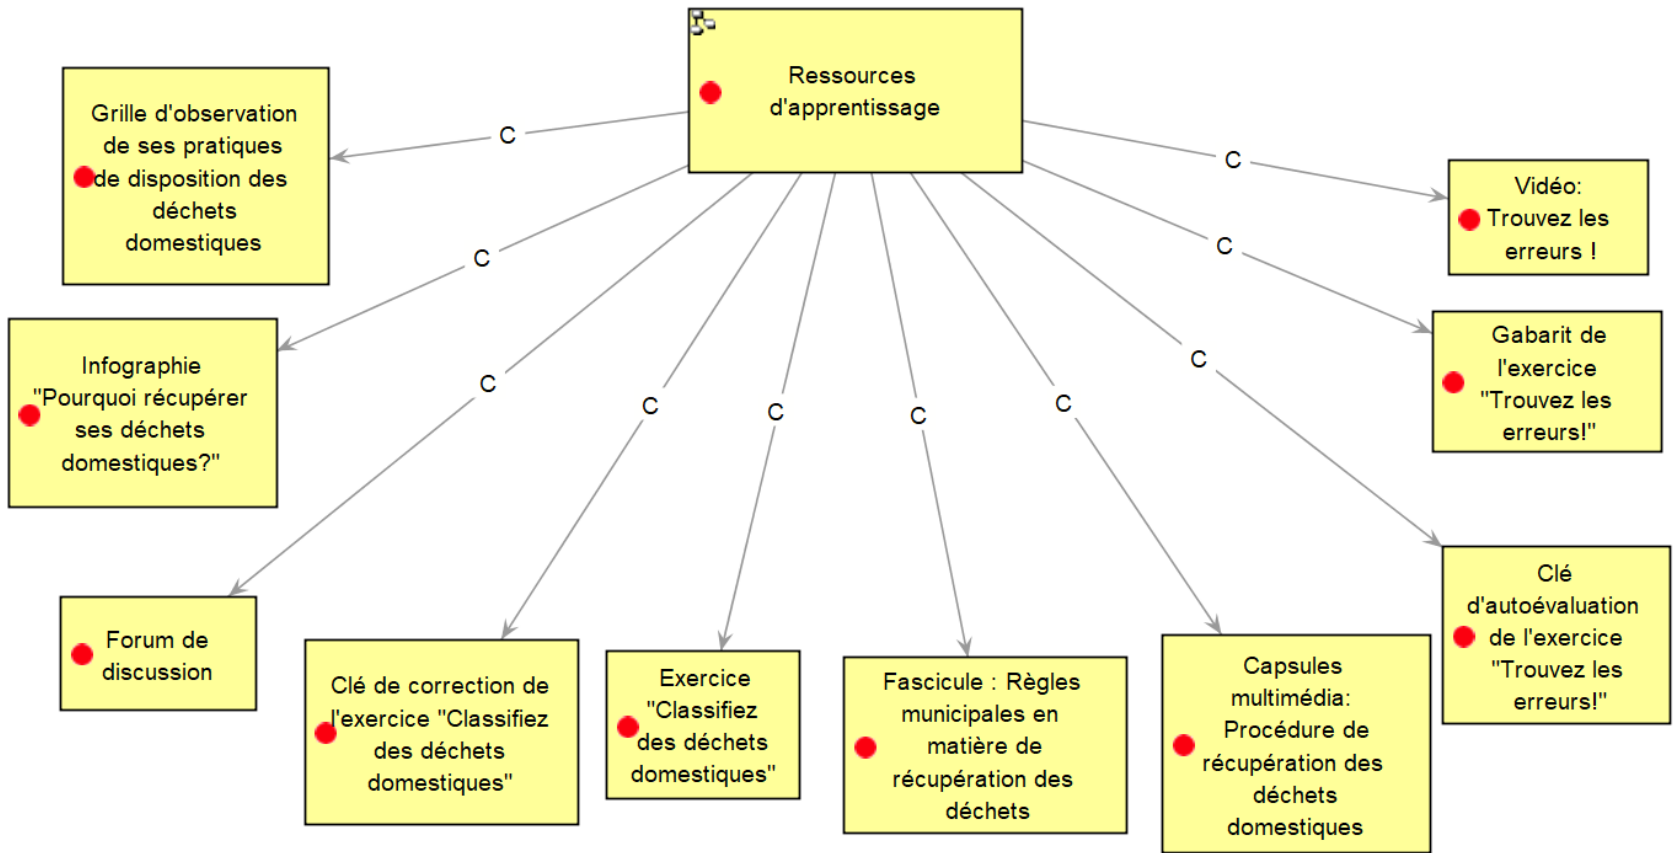 Ressources
d'apprentissage
Grille d'observation
de ses pratiques
de disposition des
déchets
domestiques
C
C
C
C
C
C
C
C
C
C
Infographie
"Pourquoi récupérer
ses déchets
domestiques?"
Forum de
discussion
Clé de correction de
l'exercice "Classifiez
des déchets
domestiques"
Exercice
"Classifiez
des déchets
domestiques"
Fascicule : Règles
municipales en
matière de
récupération des
déchets
Capsules
multimédia:
Procédure de
récupération des
déchets
domestiques
Clé
d'autoévaluation
de l'exercice
"Trouvez les
erreurs!"
Gabarit de
l'exercice
"Trouvez les
erreurs!"
Vidéo:
Trouvez les
erreurs !